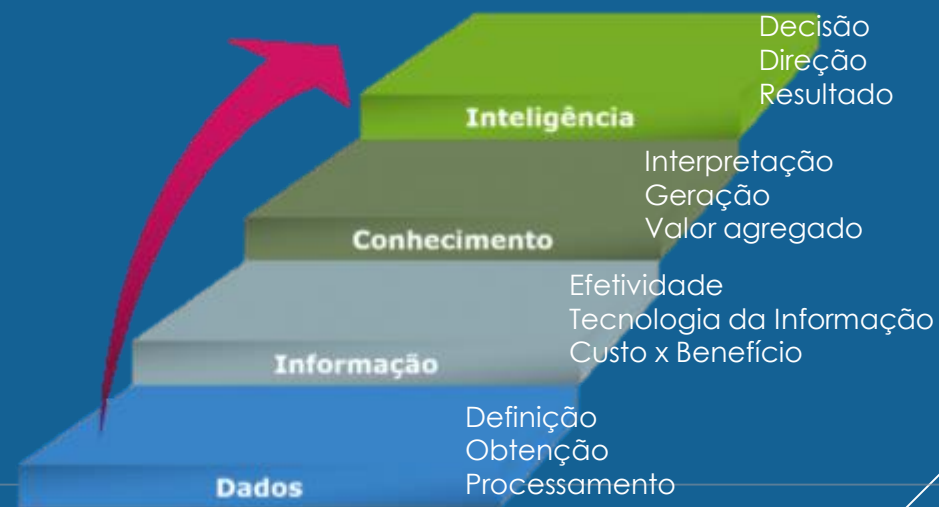 Decisão
Direção
Resultado
Inteligência
Interpretação
Geração
Valor agregado
Conhecimento
Efetividade
Tecnologia da Informação
Custo x Benefício
Informação
Definição
Obtenção
Processamento
Dados